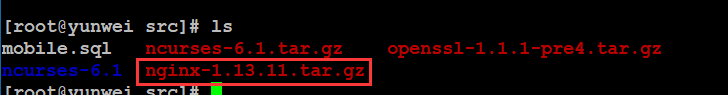 [root@yunwei src]# ls
mobile.sql ncurses-6.1.tar.gz openssl-1.1.1-pre4.tar.gz
ncurses-6.1 nginx-1.13.11.tar.gz
[root@yunwei src]#